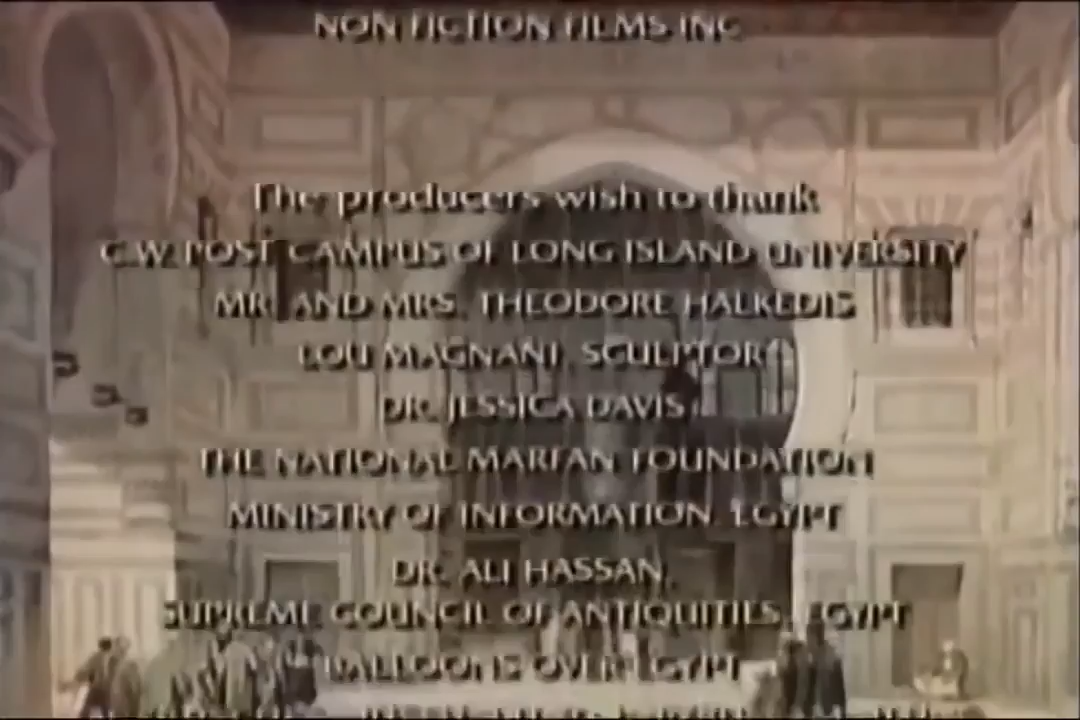 NON FICTION FILMS INC
The producers wish to thank
C.W. POST CAMPUS OF LONG ISLAND UNIVERSITY
MR. AND MRS. THEODORE HALKEDIS
LOU MAGNANI, SCULPTOR
DR. JESSICA DAVIS
THE NATIONAL MARFAN FOUNDATION
MINISTRY OF INFORMATION, EGYPT
DR. ALI HASSAN,
SUPREME COUNCIL OF ANTIQUITIES, EGYPT
BALLOONS OVER EGYPT